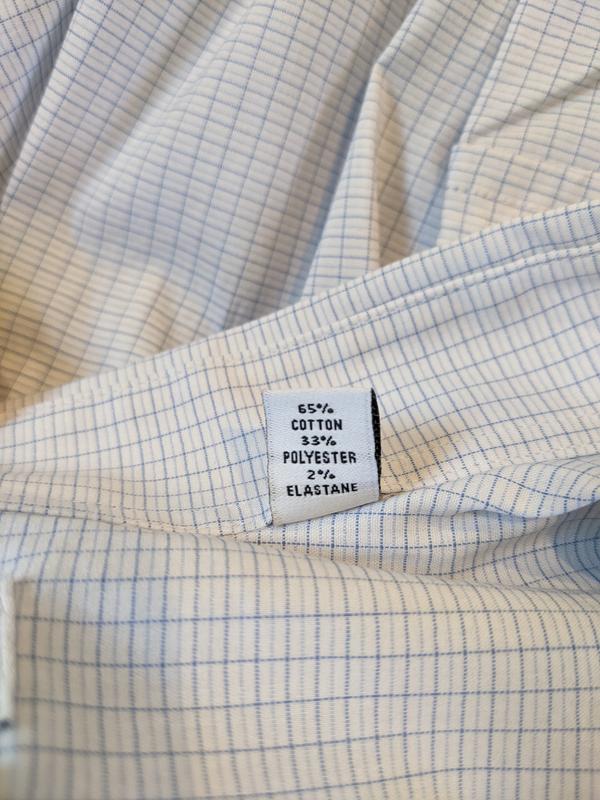 65%
COTTON
33%
POLYESTER
2%
ELASTANE